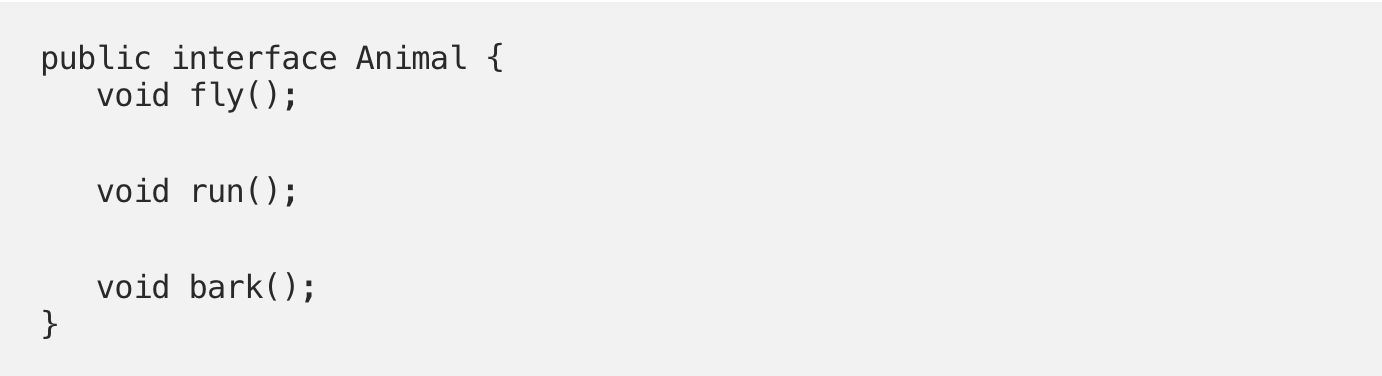 public interface Animal {
void fly();
void run();
void bark();
}